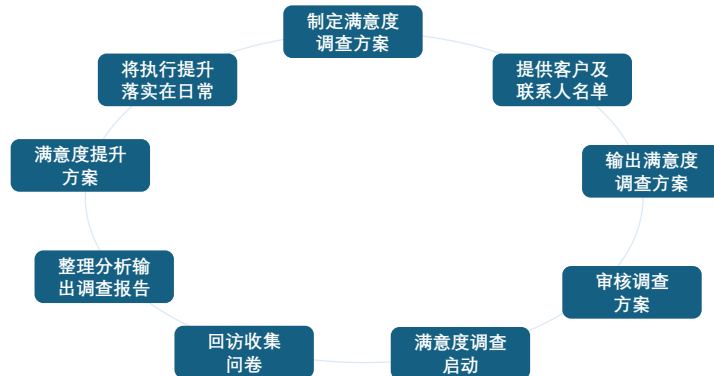 制定满意度
调查方案
提供客户及
联系人名单
输出满意度
调查方案
审核调查
方案
满意度调查
启动
回访收集
问卷
整理分析输
出调查报告
满意度提升
方案
将执行提升
落实在日常